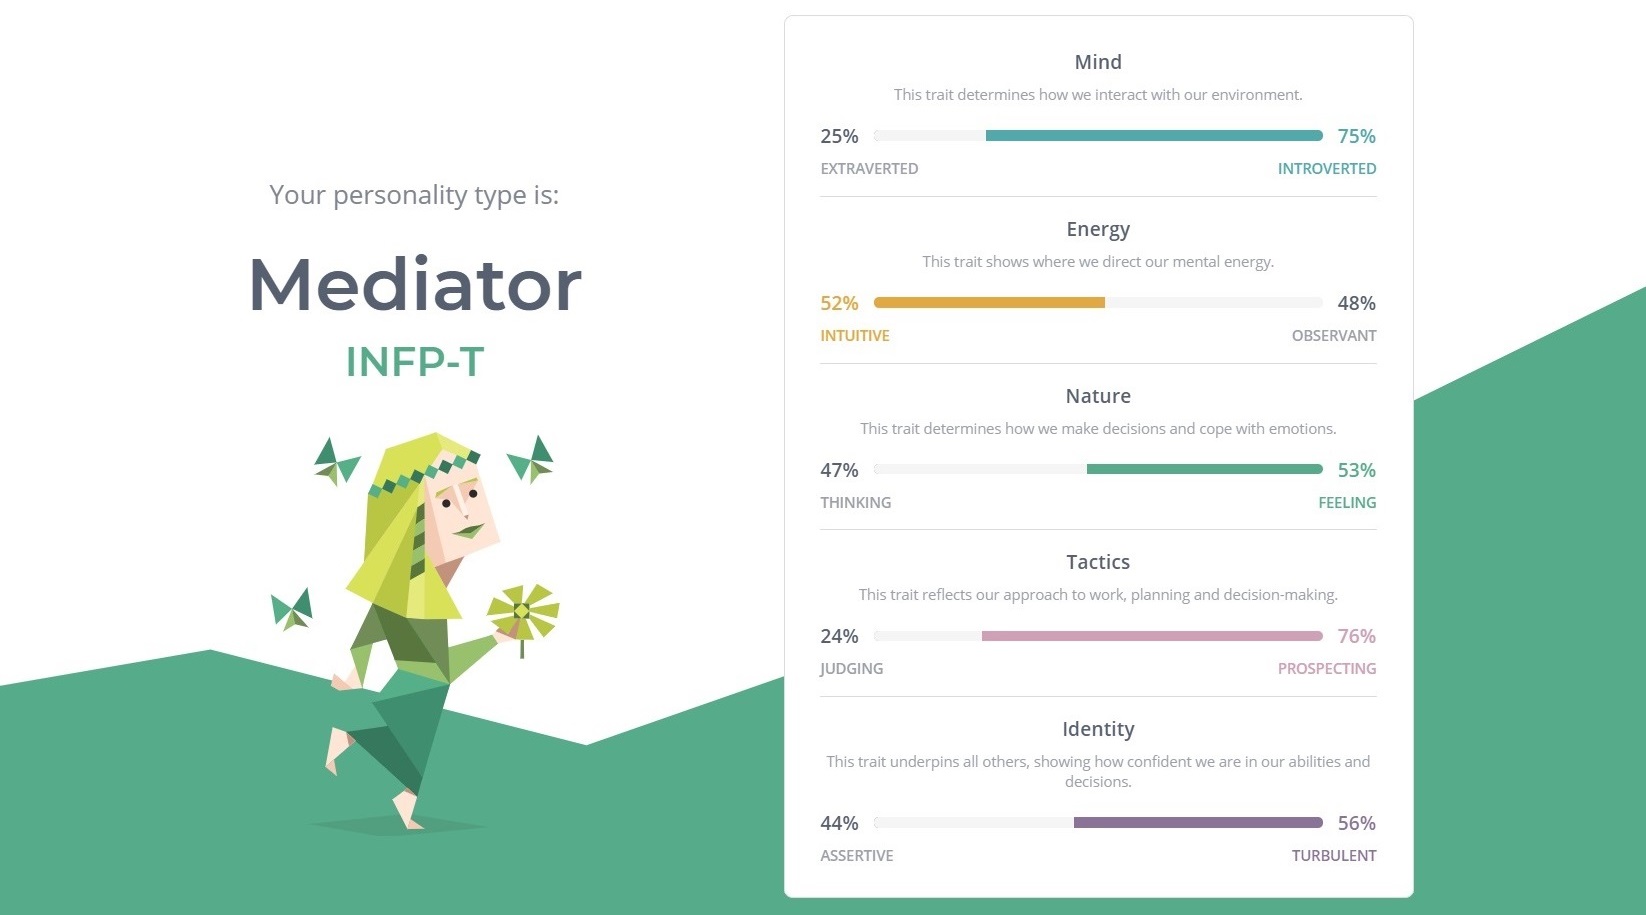 Your personality type is:
Mediator
INFP-T
Mind
This trait determines how we interact with our environment.
25% 75%
EXTRAVERTED INTROVERTED
Energy
This trait shows where we direct our mental energy.
52% 48%
INTUITIVE OBSERVANT
Nature
This trait determines how we make decisions and cope with emotions.
47% 53%
THINKING FEELING
Tactics
This trait reflects our approach to work, planning and decision-making.
24% 76%
JUDGING PROSPECTING
Identity
This trait underpins all others, showing how confident we are in our abilities and
decisions.
44% 56%
ASSERTIVE TURBULENT